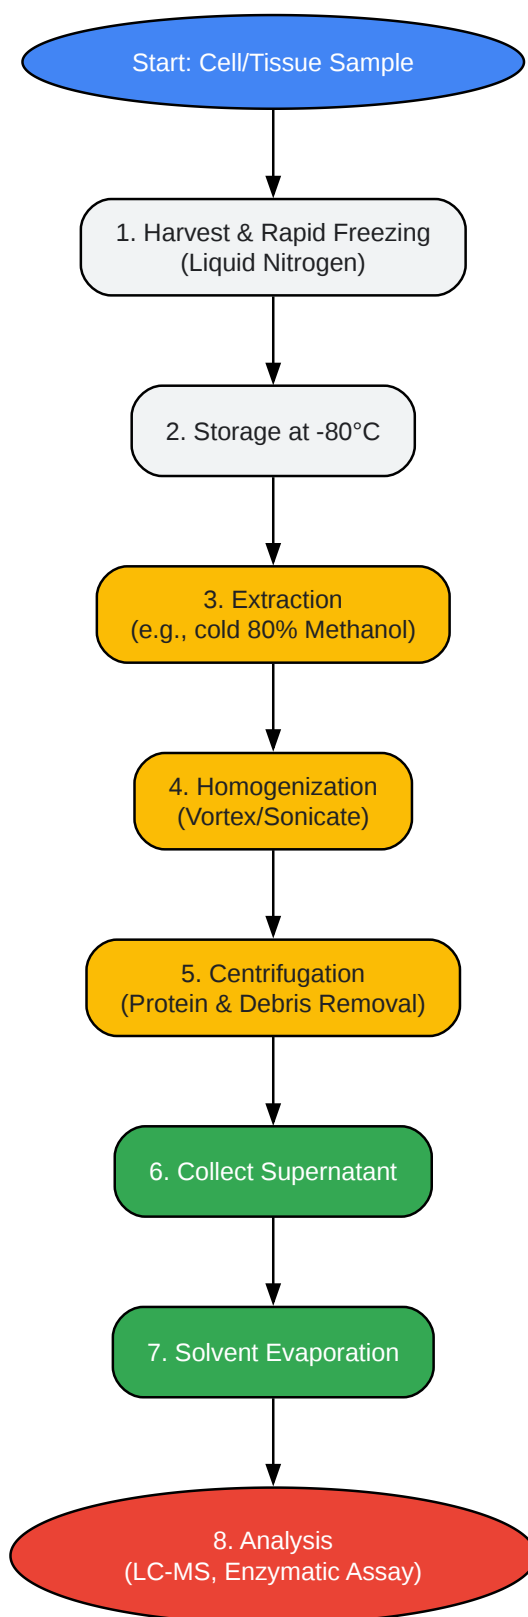 Start: Cell/Tissue Sample
1. Harvest & Rapid Freezing
(Liquid Nitrogen)
2. Storage at -80°C
3. Extraction
(e.g., cold 80% Methanol)
4. Homogenization
(Vortex/Sonicate)
5. Centrifugation
(Protein & Debris Removal)
6. Collect Supernatant
7. Solvent Evaporation
8. Analysis
(LC-MS, Enzymatic Assay)